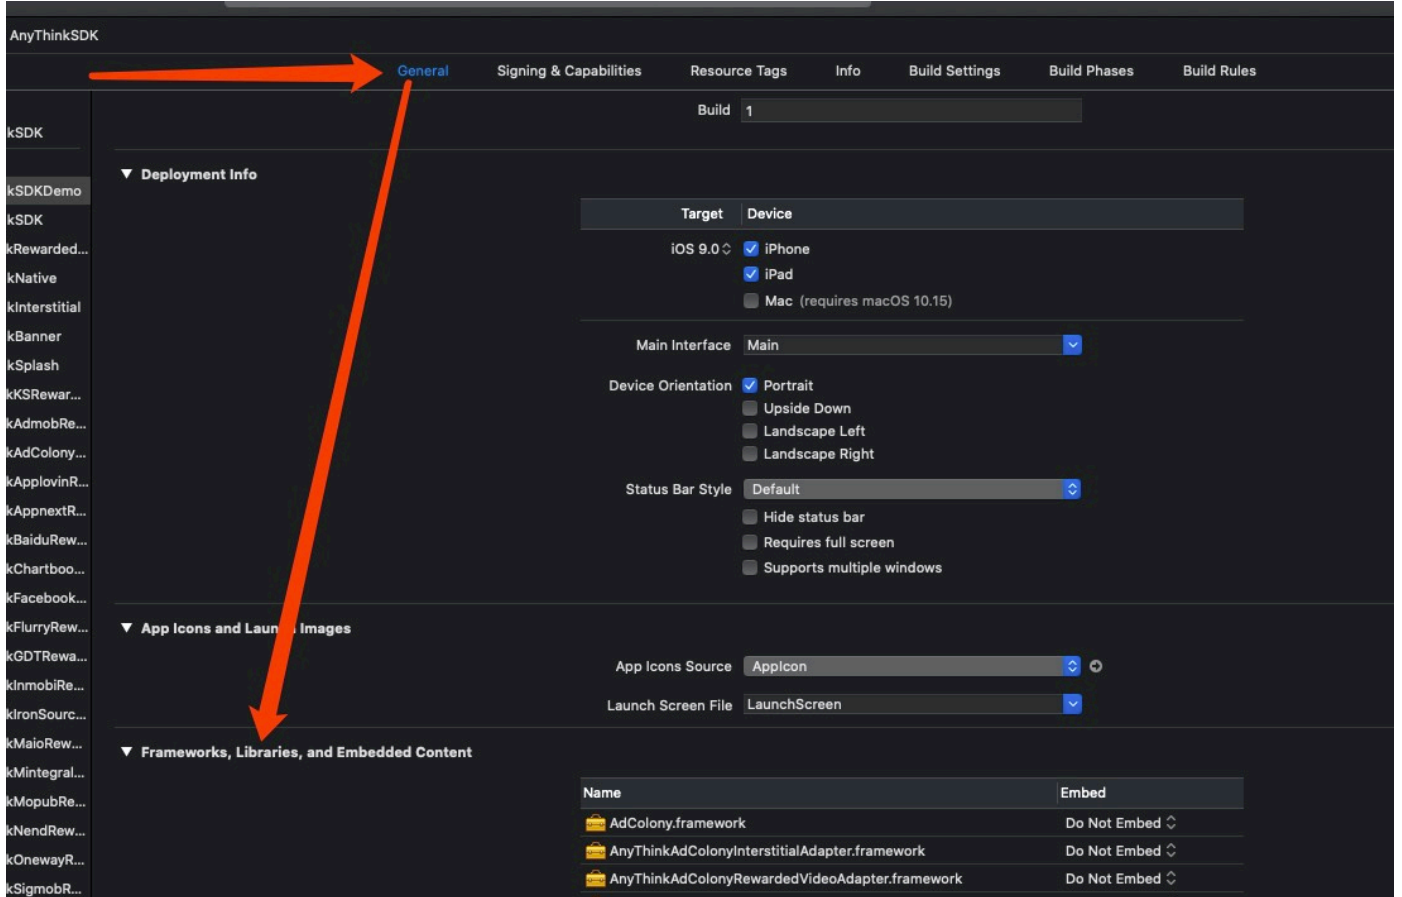 AnyThinkSDK
General Signing & Capabilities Resource Tags Info Build Settings Build Phases Build Rules
Build 1
kSDK
Deployment Info
kSDKDemo
Target Device
kSDK
iOS 9.0 iPhone
kRewarded...
iPad
kNative
Mac (requires macOS 10.15)
kInterstitial
kBanner
Main Interface Main
kSplash
Device Orientation Portrait
kKSRewar...
Upside Down
kAdmobRe...
Landscape Left
kAdColony...
Landscape Right
kApplovinR...
Status Bar Style Default
kAppnextR...
Hide status bar
kBaiduRew...
Requires full screen
kChartboo...
Supports multiple windows
kFacebook...
kFlurryRew...
App Icons and Launch Images
kGDTRewa...
App Icons Source AppIcon
kInmobiRe...
Launch Screen File LaunchScreen
kIronSourc...
kMaioRew...
Frameworks, Libraries, and Embedded Content
kMintegral...
Name Embed
kMopubRe...
AdColony.framework Do Not Embed
kNendRew...
AnyThinkAdColonyInterstitialAdapter.framework Do Not Embed
kOnewayR...
AnyThinkAdColonyRewardedVideoAdapter.framework Do Not Embed
kSigmobR...